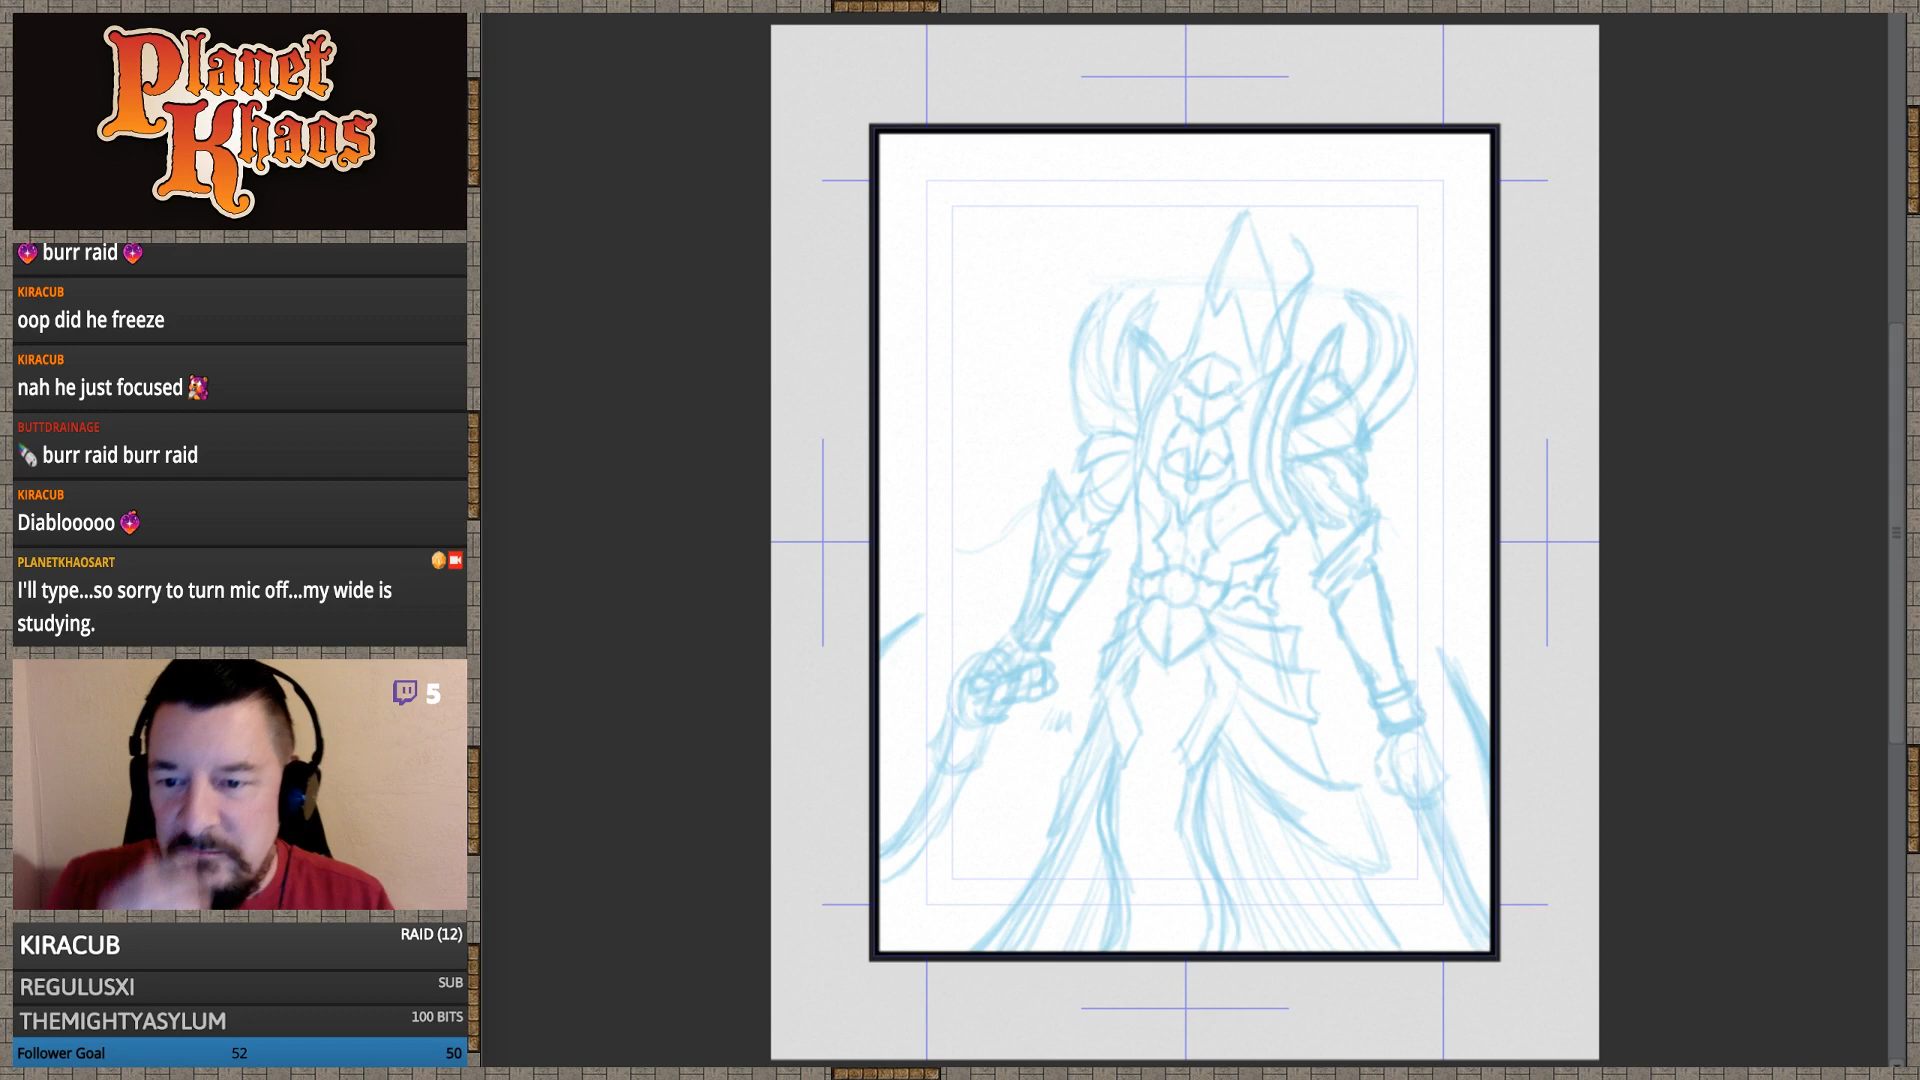 Planet
Khaos
burr raid
KIRACUB
oop did he freeze
KIRACUB
nah he just focused
BUTTDRAINAGE
burr raid burr raid
KIRACUB
Diablooooo
PLANETKHAOSART
I'll type...so sorry to turn mic off...my wide is
studying.
5
KIRACUB RAID (12)
REGULUSXI SUB
THEMIGHTYASYLUM 100 BITS
Follower Goal 52 50